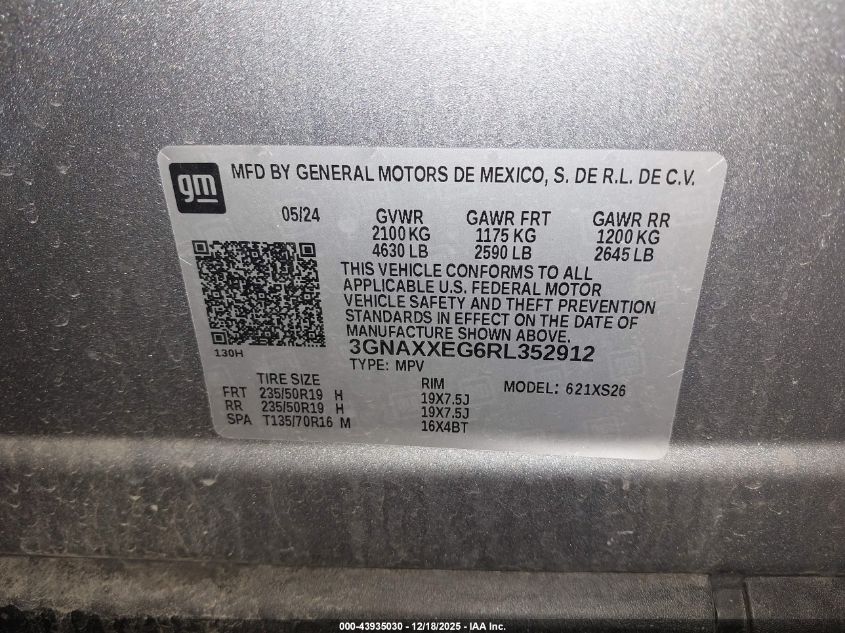 gm
MFD BY GENERAL MOTORS DE MEXICO, S. DE R.L. DE C.V.
05/24 GVWR GAWR FRT GAWR RR
2100 KG 1175 KG 1200 KG
4630 LB 2590 LB 2645 LB
THIS VEHICLE CONFORMS TO ALL
APPLICABLE U.S. FEDERAL MOTOR
VEHICLE SAFETY AND THEFT PREVENTION
STANDARDS IN EFFECT ON THE DATE OF
MANUFACTURE SHOWN ABOVE.
130H
3GNAXXEG6RL352912
TYPE: MPV
TIRE SIZE RIM MODEL: 621XS26
FRT 235/50R19 H 19X7.5J
RR 235/50R19 H 19X7.5J
SPA T135/70R16 M 16X4BT
000-43935030 - 12/18/2025 - IAA Inc.